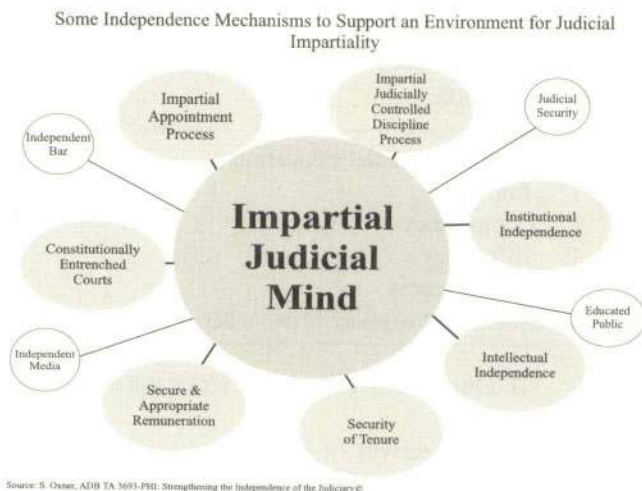 Some Independence Mechanisms to Support an Environment for Judicial
Impartiality
Impartial
Appointment
Process
Impartial
Judicially
Controlled
Discipline
Process
Judicial
Security
Independent
Bar
Impartial
Judicial
Mind
Institutional
Independence
Constitutionally
Entrenched
Courts
Educated
Public
Independent
Media
Intellectual
Independence
Secure &
Appropriate
Remuneration
Security
of Tenure
Source: S. Oxner, ADB TA 3693-PHI: Strengthening the Independence of the Judiciary©